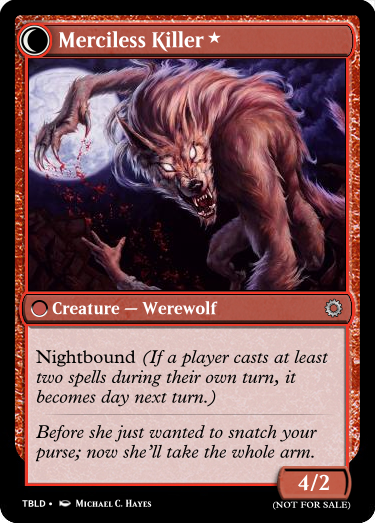 Merciless Killer ★
Creature — Werewolf
Nightbound (If a player casts at least
two spells during their own turn, it
becomes day next turn.)
Before she just wanted to snatch your
purse; now she'll take the whole arm.
4/2
TBLD • Michael C. Hayes
(NOT FOR SALE)